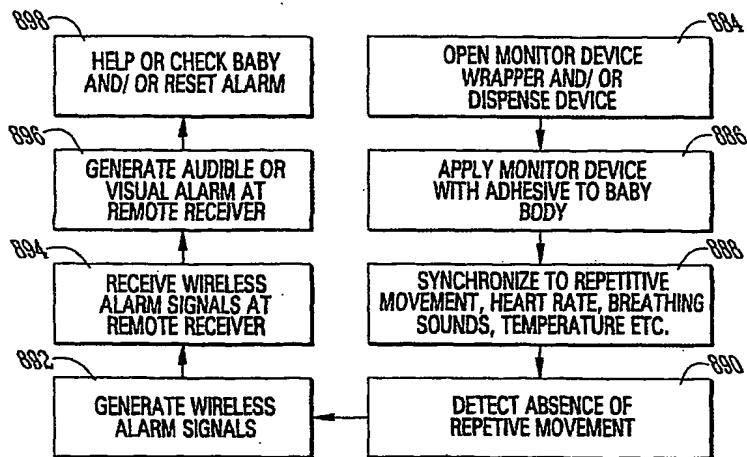 884
OPEN MONITOR DEVICE
WRAPPER AND/ OR
DISPENSE DEVICE
886
APPLY MONITOR DEVICE
WITH ADHESIVE TO BABY
BODY
888
SYNCHRONIZE TO REPETITIVE
MOVEMENT, HEART RATE, BREATHING
SOUNDS, TEMPERATURE ETC.
890
DETECT ABSENCE OF
REPETIVE MOVEMENT
892
GENERATE WIRELESS
ALARM SIGNALS
894
RECEIVE WIRELESS
ALARM SIGNALS AT
REMOTE RECEIVER
896
GENERATE AUDIBLE OR
VISUAL ALARM AT
REMOTE RECEIVER
898
HELP OR CHECK BABY
AND/ OR RESET ALARM